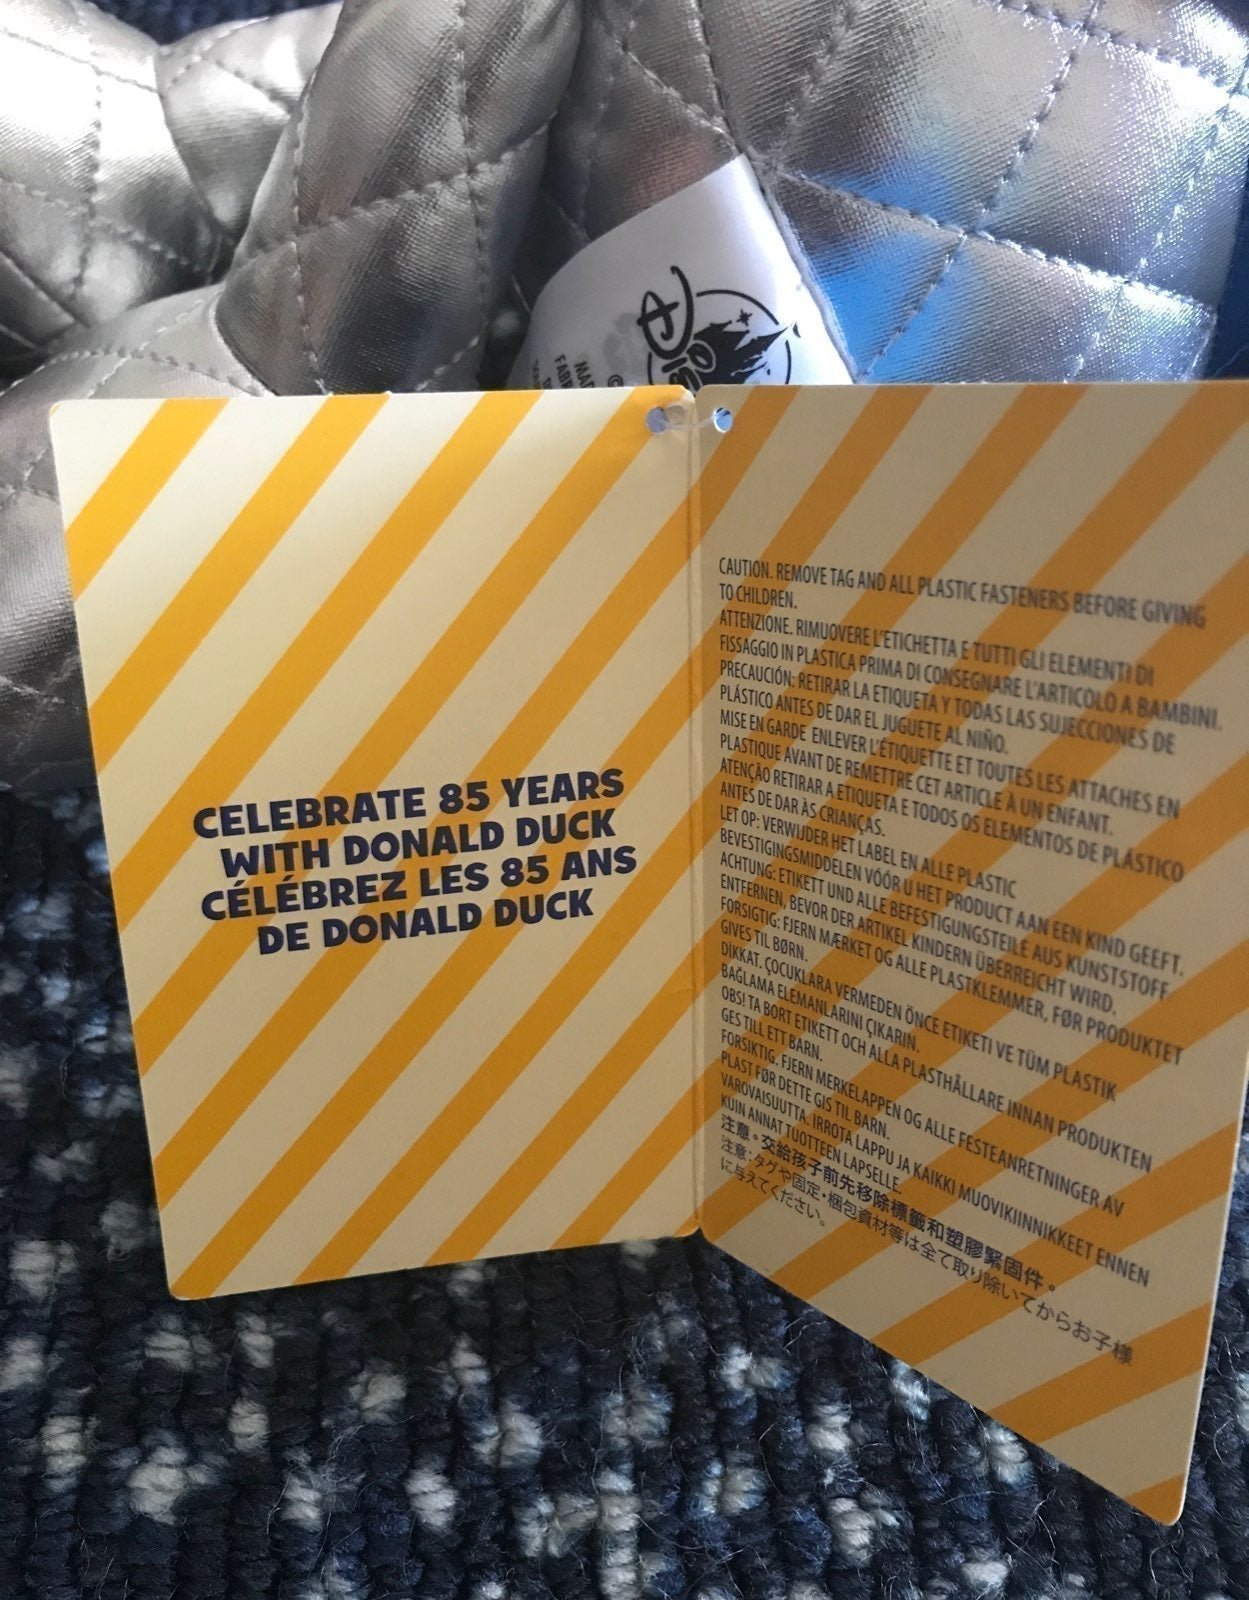 CELEBRATE 85 YEARS
WITH DONALD DUCK
CÉLÉBREZ LES 85 ANS
DE DONALD DUCK
CAUTION. REMOVE TAG AND ALL PLASTIC FASTENERS BEFORE GIVING
TO CHILDREN.
ATTENZIONE. RIMUOVERE L'ETICHETTA E TUTTI GLI ELEMENTI DI
FISSAGGIO IN PLASTICA PRIMA DI CONSEGNARE L'ARTICOLO A BAMBINI.
PRECAUCIÓN: RETIRAR LA ETIQUETA Y TODAS LAS SUJECCIONES DE
PLÁSTICO ANTES DE DAR EL JUGUETE AL NIÑO.
MISE EN GARDE ENLEVER L'ÉTIQUETTE ET TOUTES LES ATTACHES EN
PLASTIQUE AVANT DE REMETTRE CET ARTICLE À UN ENFANT.
ATENÇÃO RETIRAR A ETIQUETA E TODOS OS ELEMENTOS DE PLÁSTICO
ANTES DE DAR ÀS CRIANÇAS.
LET OP: VERWIJDER HET LABEL EN ALLE PLASTIC
BEVESTIGINGSMIDDELEN VÓÓR U HET PRODUCT AAN EEN KIND GEEFT.
ACHTUNG: ETIKETT UND ALLE BEFESTIGUNGSTEILE AUS KUNSTSTOFF
ENTFERNEN, BEVOR DER ARTIKEL KINDERN ÜBERREICHT WIRD.
FORSIGTIG: FJERN MÆRKET OG ALLE PLASTKLEMMER, FØR PRODUKTET
GIVES TIL BØRN.
DIKKAT. ÇOCUKLARA VERMEDEN ÖNCE ETIKETI VE TÜM PLASTIK
BAĞLAMA ELEMANLARINI ÇIKARIN.
OBS! TA BORT ETIKETT OCH ALLA PLASTHÅLLARE INNAN PRODUKTEN
GES TILL ETT BARN.
FORSIKTIG. FJERN MERKELAPPEN OG ALLE FESTEANRETNINGER AV
PLAST FØR DETTE GIS TIL BARN.
VAROVAISUUTTA. IRROTA LAPPU JA KAIKKI MUOVIKIINNIKKEET ENNEN
KUIN ANNAT TUOTTEEN LAPSELLE.
注意。交給孩子前先移除標籤和塑膠緊固件。
注意：タグや固定・梱包資材等は全て取り除いてからお子様
に与えてください。